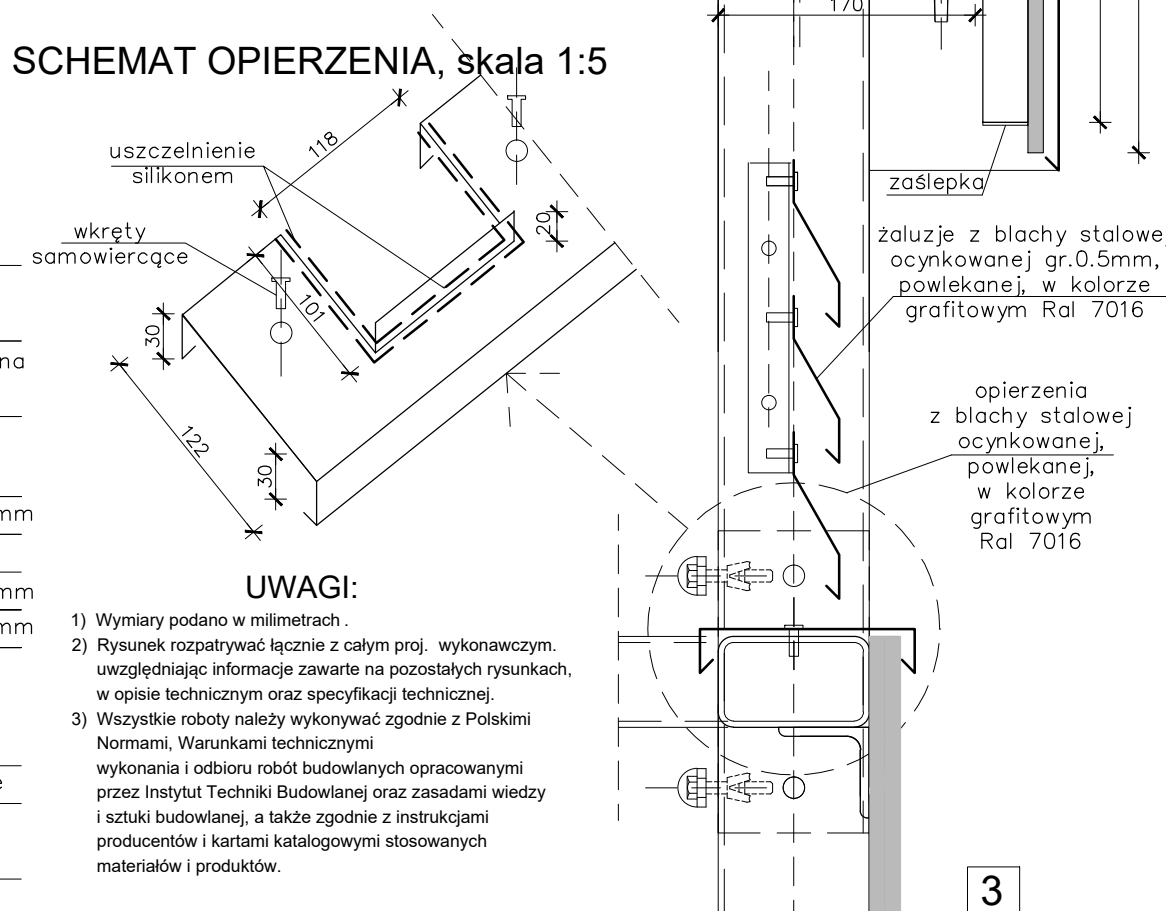 SCHEMAT OPIERZENIA, skala 1:5
170
118
uszczelnienie
silikonem
20
zaślepka
wkręty
samowiercące
101
30
122
30
żaluzje z blachy stalowej
ocynkowanej gr.0.5mm,
powlekanej, w kolorze
grafitowym Ral 7016
opierzenia
z blachy stalowej
ocynkowanej,
powlekanej,
w kolorze
grafitowym
Ral 7016
na
mm
mm
mm
e
UWAGI:
1) Wymiary podano w milimetrach .
2) Rysunek rozpatrywać łącznie z całym proj. wykonawczym.
uwzględniając informacje zawarte na pozostałych rysunkach,
w opisie technicznym oraz specyfikacji technicznej.
3) Wszystkie roboty należy wykonywać zgodnie z Polskimi
Normami, Warunkami technicznymi
wykonania i odbioru robót budowlanych opracowanymi
przez Instytut Techniki Budowlanej oraz zasadami wiedzy
i sztuki budowlanej, a także zgodnie z instrukcjami
producentów i kartami katalogowymi stosowanych
materiałów i produktów.
3